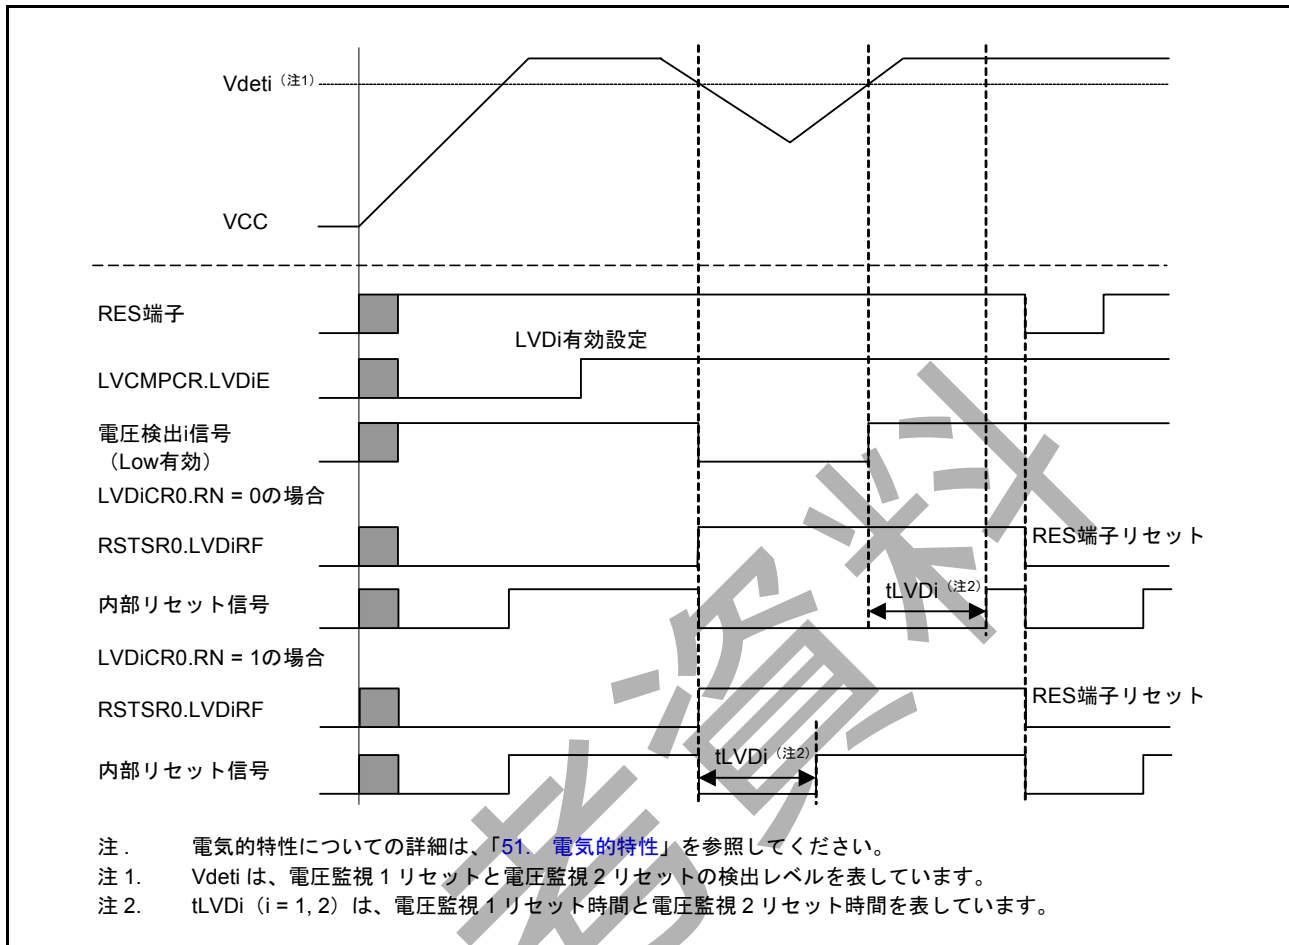 Vdeti（注1）
VCC
RES端子
LVDi有効設定
LVCMPCR.LVDiE
電圧検出i信号
（Low有効）
LVDiCR0.RN = 0の場合
RSTSR0.LVDiRF
RES端子リセット
内部リセット信号
tLVDi（注2）
LVDiCR0.RN = 1の場合
RSTSR0.LVDiRF
RES端子リセット
内部リセット信号
tLVDi（注2）
注 . 電気的特性についての詳細は、「51. 電気的特性」を参照してください。
注 1. Vdeti は、電圧監視 1 リセットと電圧監視 2 リセットの検出レベルを表しています。
注 2. tLVDi（i = 1, 2）は、電圧監視 1 リセット時間と電圧監視 2 リセット時間を表しています。
考資料